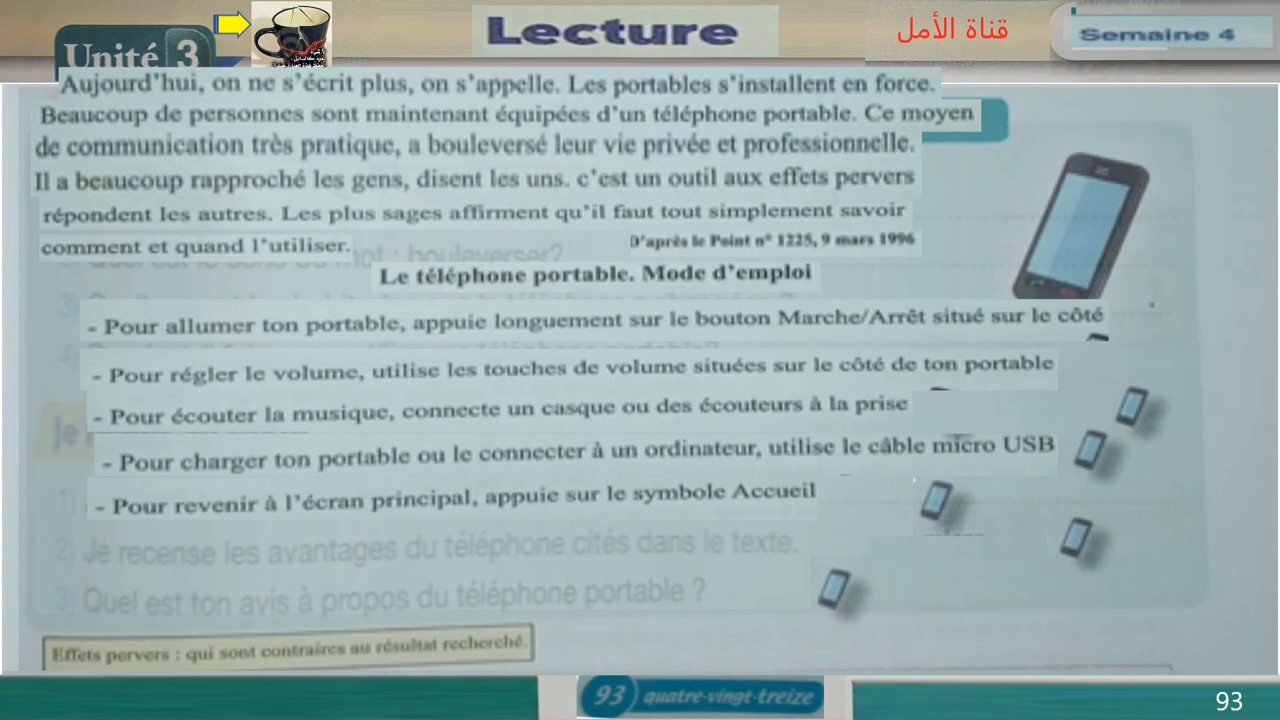 Unité 3
Lecture
قناة الأمل
Semaine 4
Aujourd'hui, on ne s'écrit plus, on s'appelle. Les portables s'installent en force.
Beaucoup de personnes sont maintenant équipées d'un téléphone portable. Ce moyen
de communication très pratique, a bouleversé leur vie privée et professionnelle.
Il a beaucoup rapproché les gens, disent les uns. c'est un outil aux effets pervers
répondent les autres. Les plus sages affirment qu'il faut tout simplement savoir
comment et quand l'utiliser.
D'après le Point n° 1225, 9 mars 1996
Le téléphone portable. Mode d'emploi
- Pour allumer ton portable, appuie longuement sur le bouton Marche/Arrêt situé sur le côté
- Pour régler le volume, utilise les touches de volume situées sur le côté de ton portable
- Pour écouter la musique, connecte un casque ou des écouteurs à la prise
- Pour charger ton portable ou le connecter à un ordinateur, utilise le câble micro USB
- Pour revenir à l'écran principal, appuie sur le symbole Accueil
2) Je recense les avantages du téléphone cités dans le texte.
3) Quel est ton avis à propos du téléphone portable ?
Effets pervers : qui sont contraires au résultat recherché.
93 quatre-vingt-treize
93